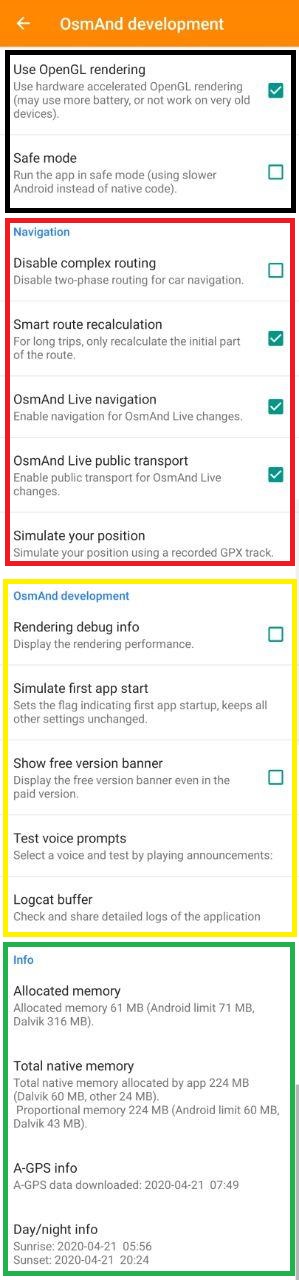 OsmAnd development
Use OpenGL rendering
Use hardware accelerated OpenGL rendering
(may use more battery, or not work on very old
devices).
Safe mode
Run the app in safe mode (using slower
Android instead of native code).
Navigation
Disable complex routing
Disable two-phase routing for car navigation.
Smart route recalculation
For long trips, only recalculate the initial part
of the route.
OsmAnd Live navigation
Enable navigation for OsmAnd Live changes.
OsmAnd Live public transport
Enable public transport for OsmAnd Live
changes.
Simulate your position
Simulate your position using a recorded GPX track.
OsmAnd development
Rendering debug info
Display the rendering performance.
Simulate first app start
Sets the flag indicating first app startup, keeps all
other settings unchanged.
Show free version banner
Display the free version banner even in the
paid version.
Test voice prompts
Select a voice and test by playing announcements:
Logcat buffer
Check and share detailed logs of the application
Info
Allocated memory
Allocated memory 61 MB (Android limit 71 MB,
Dalvik 316 MB).
Total native memory
Total native memory allocated by app 224 MB
(Dalvik 60 MB, other 24 MB).
Proportional memory 224 MB (Android limit 60 MB,
Dalvik 43 MB).
A-GPS info
A-GPS data downloaded: 2020-04-21 07:49
Day/night info
Sunrise: 2020-04-21 05:56
Sunset: 2020-04-21 20:24